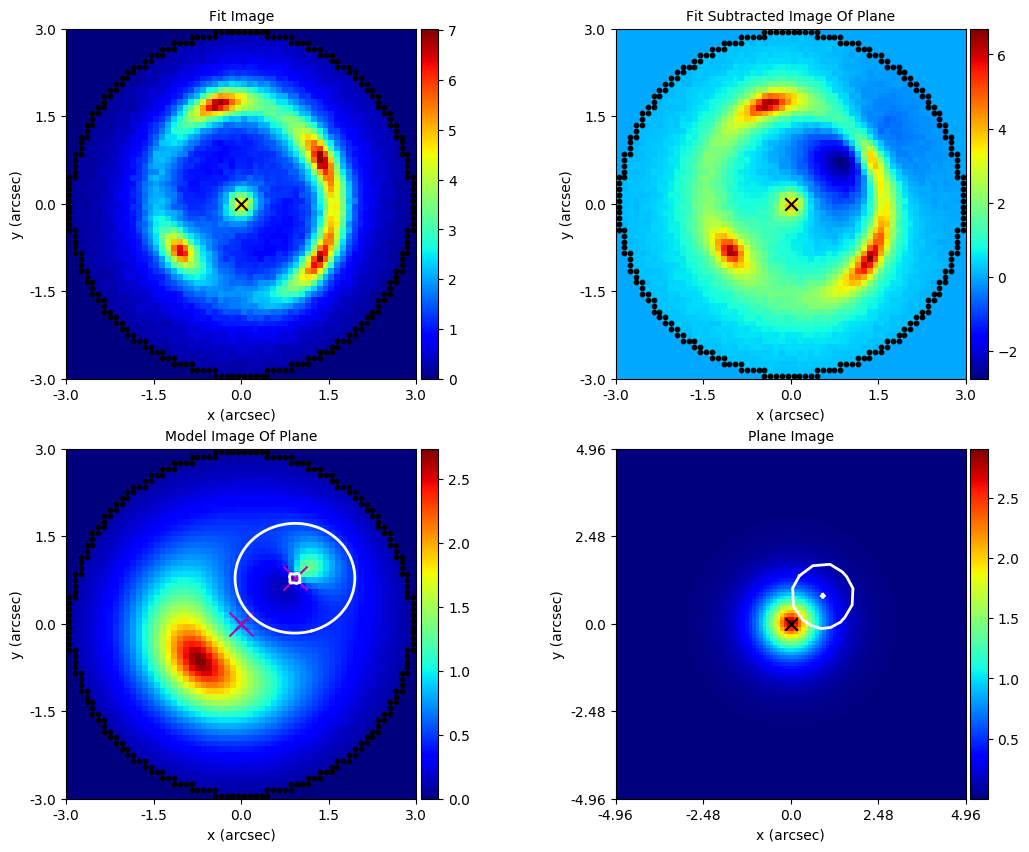 Fit Image
Fit Subtracted Image Of Plane
3.0
1.5
0.0
-1.5
-3.0
y (arcsec)
-3.0 -1.5 0.0 1.5 3.0
x (arcsec)
7
6
5
4
3
2
1
0
3.0
1.5
0.0
-1.5
-3.0
y (arcsec)
-3.0 -1.5 0.0 1.5 3.0
x (arcsec)
6
4
2
0
−2
Model Image Of Plane
Plane Image
3.0
1.5
0.0
-1.5
-3.0
y (arcsec)
-3.0 -1.5 0.0 1.5 3.0
x (arcsec)
2.5
2.0
1.5
1.0
0.5
0.0
4.96
2.48
0.0
-2.48
-4.96
y (arcsec)
-4.96 -2.48 0.0 2.48 4.96
x (arcsec)
2.5
2.0
1.5
1.0
0.5